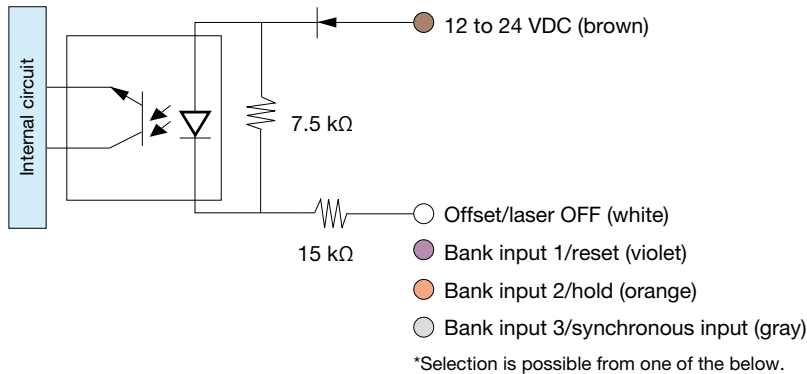 Internal circuit
12 to 24 VDC (brown)
7.5 kΩ
15 kΩ
Offset/laser OFF (white)
Bank input 1/reset (violet)
Bank input 2/hold (orange)
Bank input 3/synchronous input (gray)
*Selection is possible from one of the below.